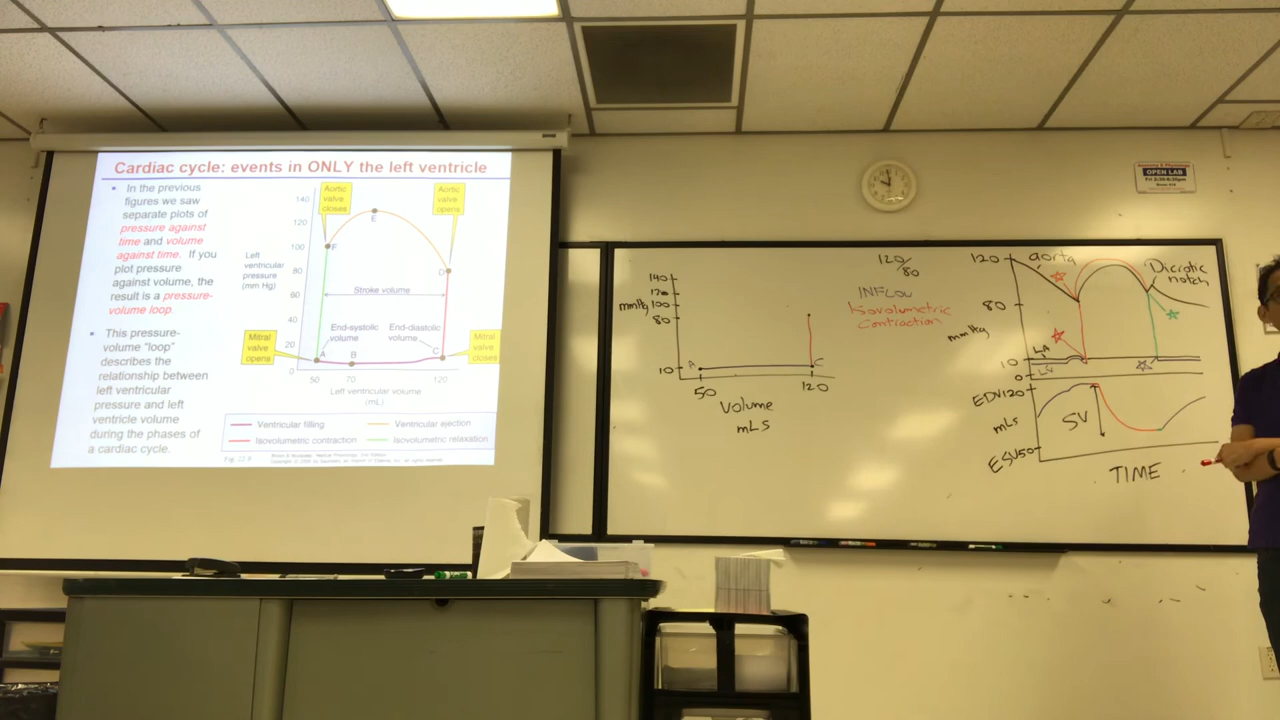 Cardiac cycle: events in ONLY the left ventricle
In the previous
figures we saw
separate plots of
pressure against
time and volume
against time. If you
plot pressure
against volume, the
result is a pressure-
volume loop.
This pressure-
volume "loop"
describes the
relationship between
left ventricular
pressure and left
ventricle volume
during the phases of
a cardiac cycle.
Aortic
valve
closes
Aortic
valve
opens
140
120
100
80
60
40
20
0
Left
ventricular
pressure
(mm Hg)
E
F
D
Stroke volume
End-systolic
volume
End-diastolic
volume
Mitral
valve
opens
Mitral
valve
closes
A
B
C
50
70
120
Left ventricular volume
(mL)
Ventricular filling
Ventricular ejection
Isovolumetric contraction
Isovolumetric relaxation
OPEN LAB
140
120
mmHg 100
80
10
A
C
50
120
Volume
mLS
120/80
INFLOW
Isovolumetric
Contraction
120
aorta
Dicrotic
notch
80
mmHg
10
LA
LV
0
EDV120
mLs
SV
ESV50
TIME